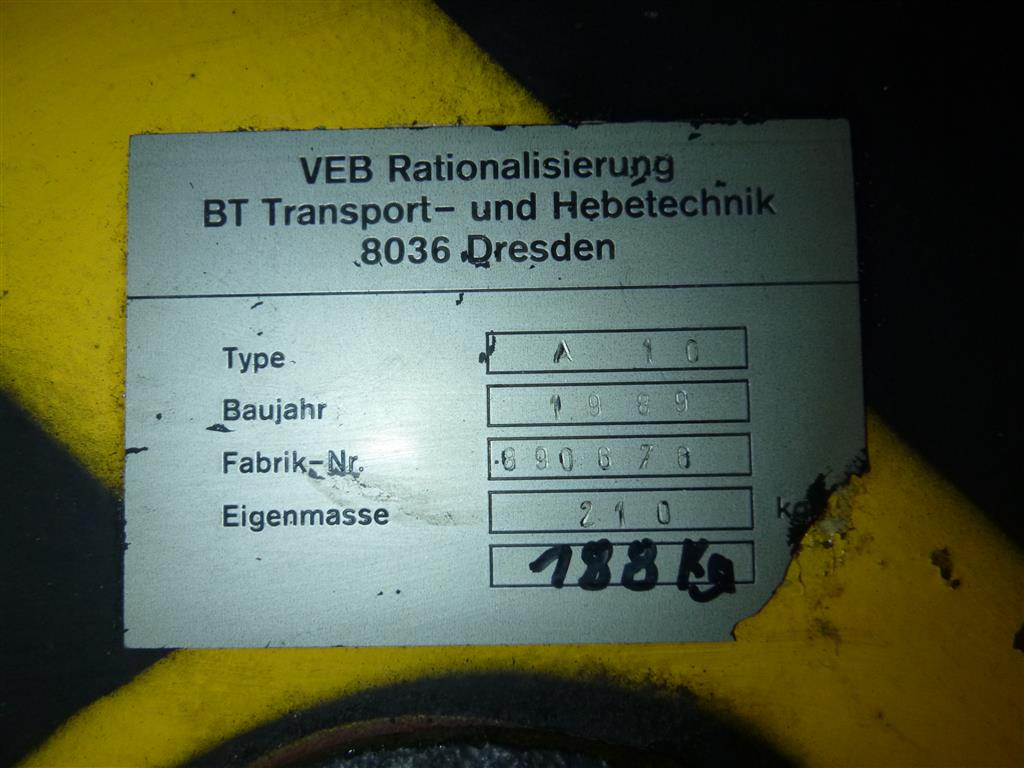 VEB Rationalisierung
BT Transport- und Hebetechnik
8036 Dresden
Type A 10
Baujahr 1989
Fabrik-Nr. 890678
Eigenmasse 210 kg
188 Kg